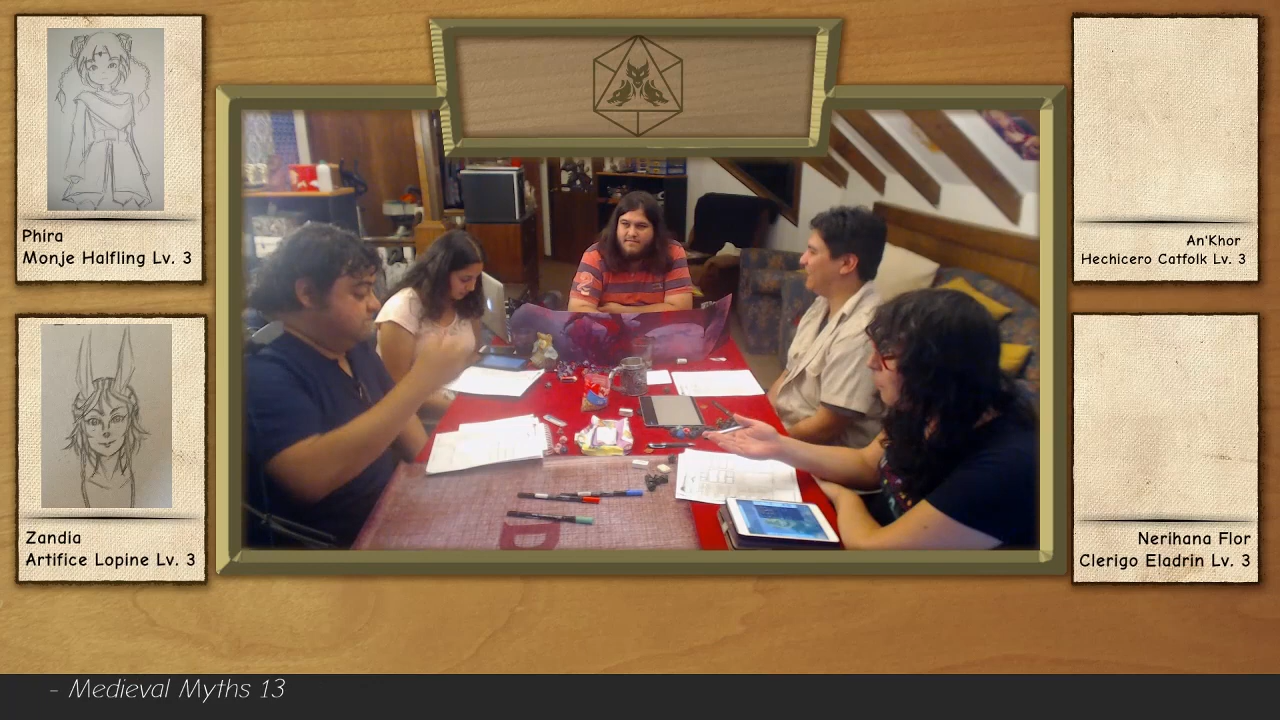 Phira
Monje Halfling Lv. 3
Zandia
Artifice Lopine Lv. 3
An'Khor
Hechicero Catfolk Lv. 3
Nerihana Flor
Clerigo Eladrin Lv. 3
- Medieval Myths 13